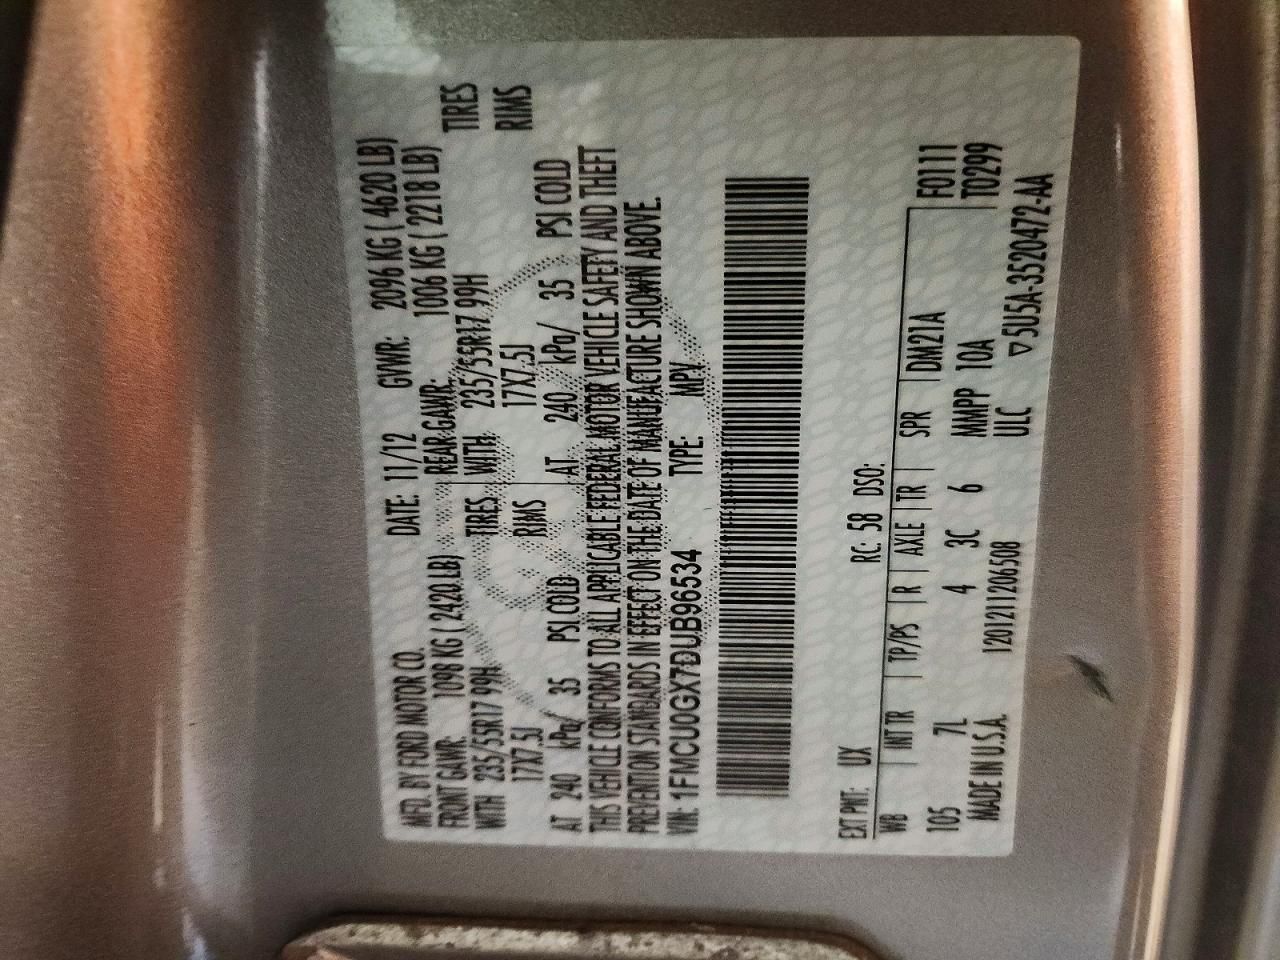 MFD. BY FORD MOTOR CO. DATE: 11/12 GVWR: 2096 KG ( 4620 LB)
FRONT GAWR: 1098 KG ( 2420 LB) REAR GAWR: 1006 KG ( 2218 LB)
WITH 235/55R17 99H TIRES WITH 235/55R17 99H TIRES
17X7.5J RIMS 17X7.5J RIMS
AT 240 kPa/ 35 PSI COLD AT 240 kPa/ 35 PSI COLD
THIS VEHICLE CONFORMS TO ALL APPLICABLE FEDERAL MOTOR VEHICLE SAFETY AND THEFT
PREVENTION STANDARDS IN EFFECT ON THE DATE OF MANUFACTURE SHOWN ABOVE.
VIN: 1FMCU0GX7DUB96534 TYPE: MPV
EXT PNT: UX RC: 58 DSO:
WB | INT TR | TP/PS | R | AXLE | TR | SPR | DM21A F0111
105 7L 4 3C 6 MMPP 10A T0299
MADE IN U.S.A. 1201211206508 ULC ▽5U5A-3520472-AA